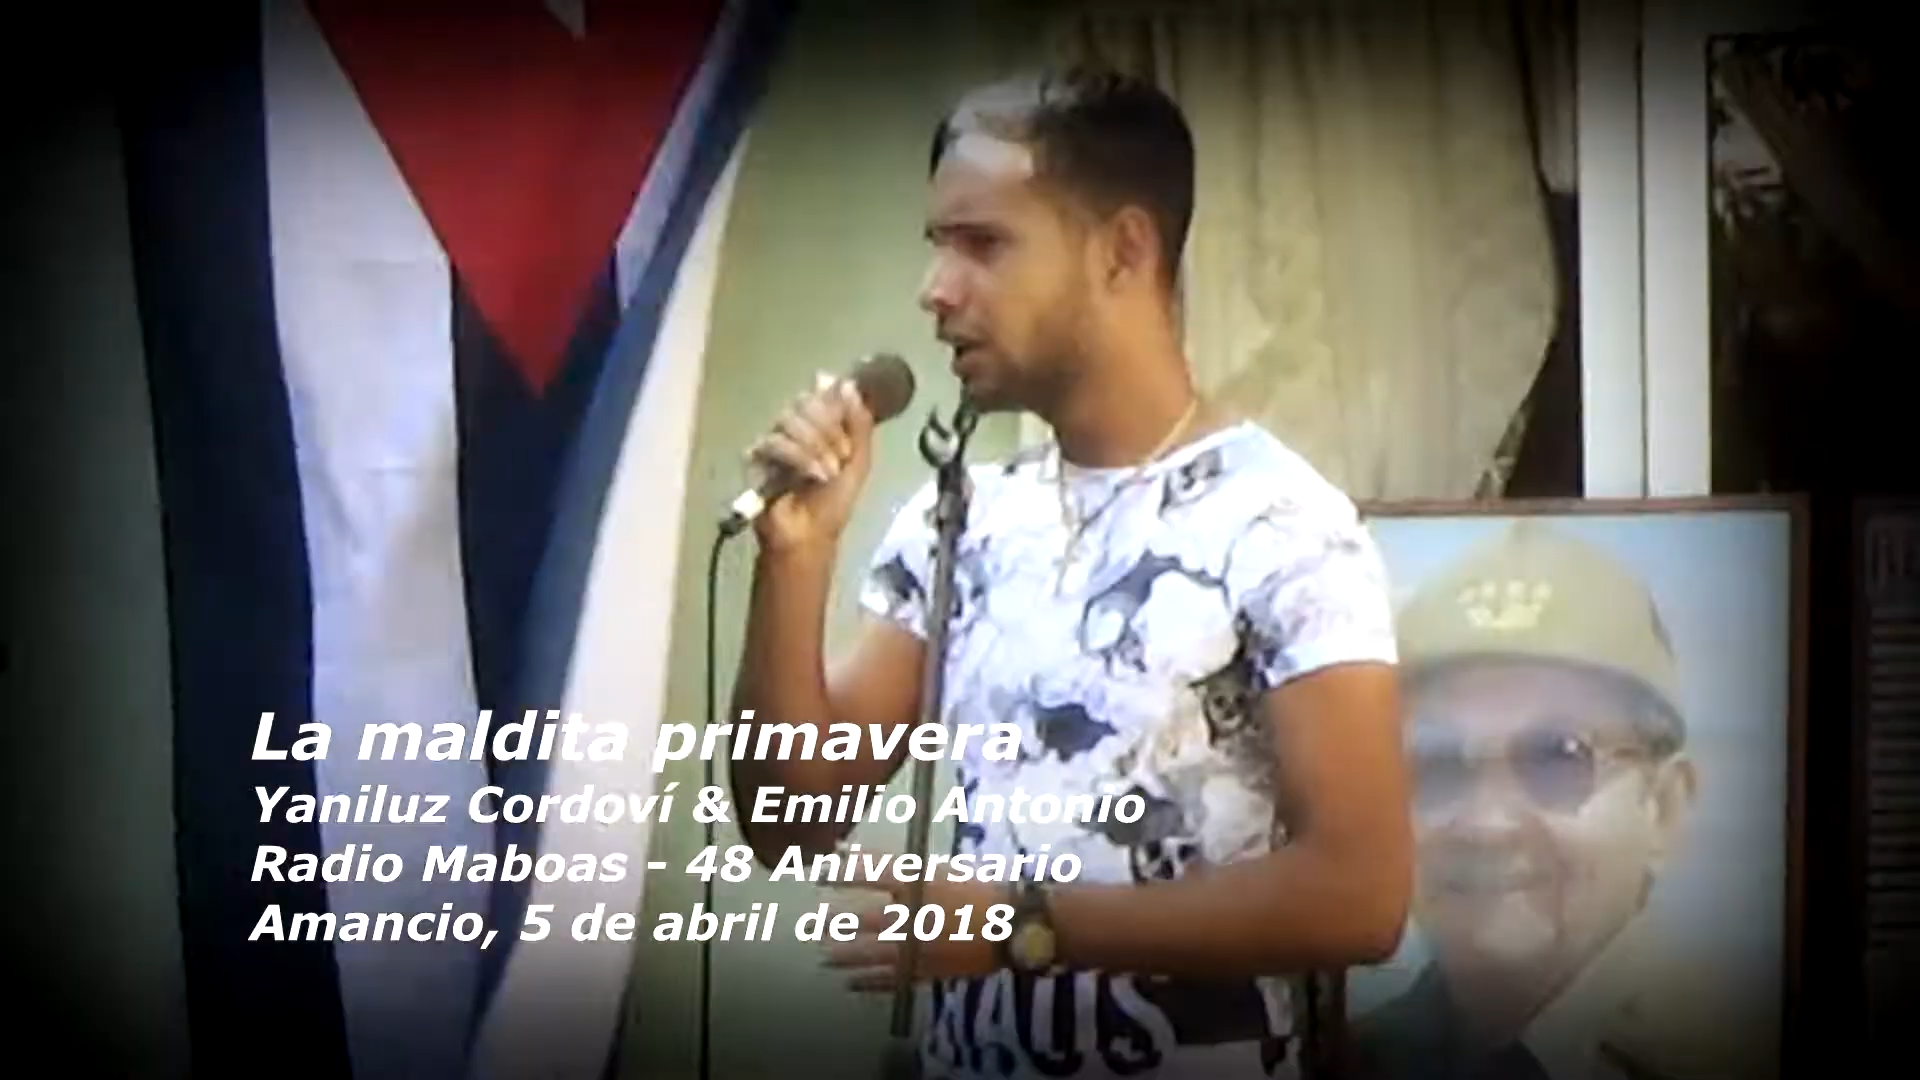 La maldita primavera
Yaniluz Cordoví & Emilio Antonio
Radio Maboas - 48 Aniversario
Amancio, 5 de abril de 2018